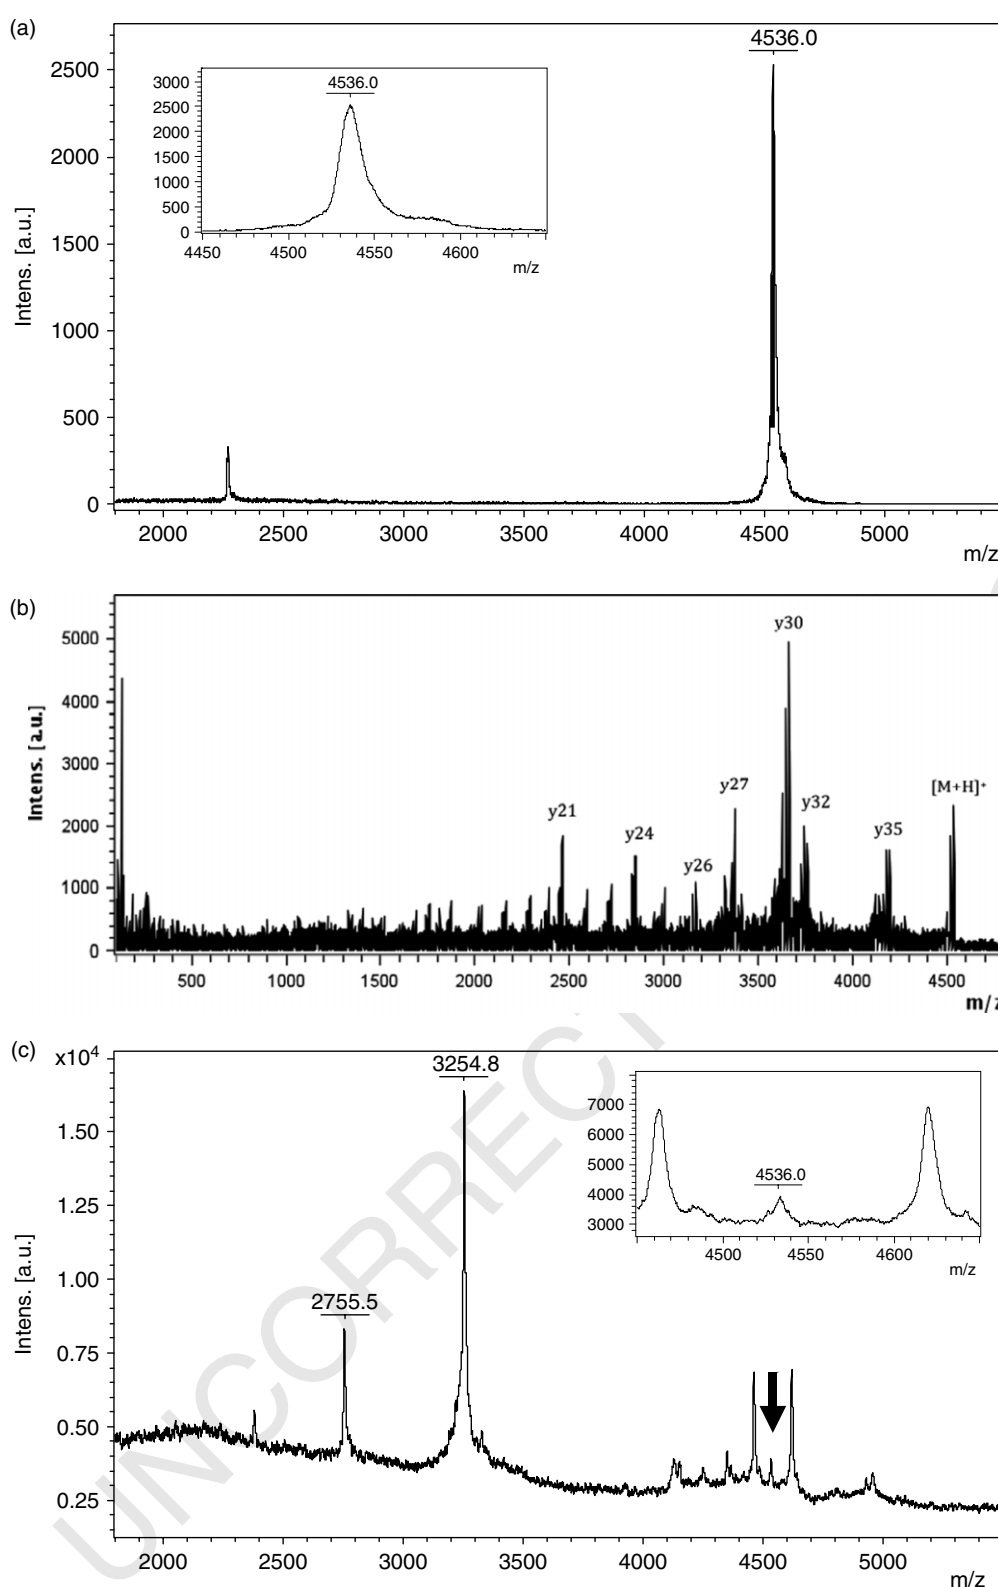 (a)
4536.0
2500
2000
1500
1000
500
0
Intens. [a.u.]
2000 2500 3000 3500 4000 4500 5000
m/z
3000
2500
2000
1500
1000
500
0
4536.0
4450 4500 4550 4600
m/z
(b)
5000
4000
3000
2000
1000
0
Intens. [a.u.]
y30
[M+H]+
y27
y32
y21
y24
y35
y26
500 1000 1500 2000 2500 3000 3500 4000 4500
m/z
(c)
x10⁴
3254.8
2755.5
1.50
1.25
1.00
0.75
0.50
0.25
Intens. [a.u.]
2000 2500 3000 3500 4000 4500 5000
m/z
7000
6000
5000
4000
3000
4536.0
4500 4550 4600
m/z
UNCORRECT